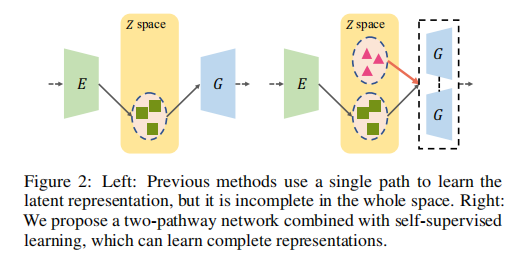 Z space
Z space
E
G
E
G
G
Figure 2: Left: Previous methods use a single path to learn the
latent representation, but it is incomplete in the whole space. Right:
We propose a two-pathway network combined with self-supervised
learning, which can learn complete representations.